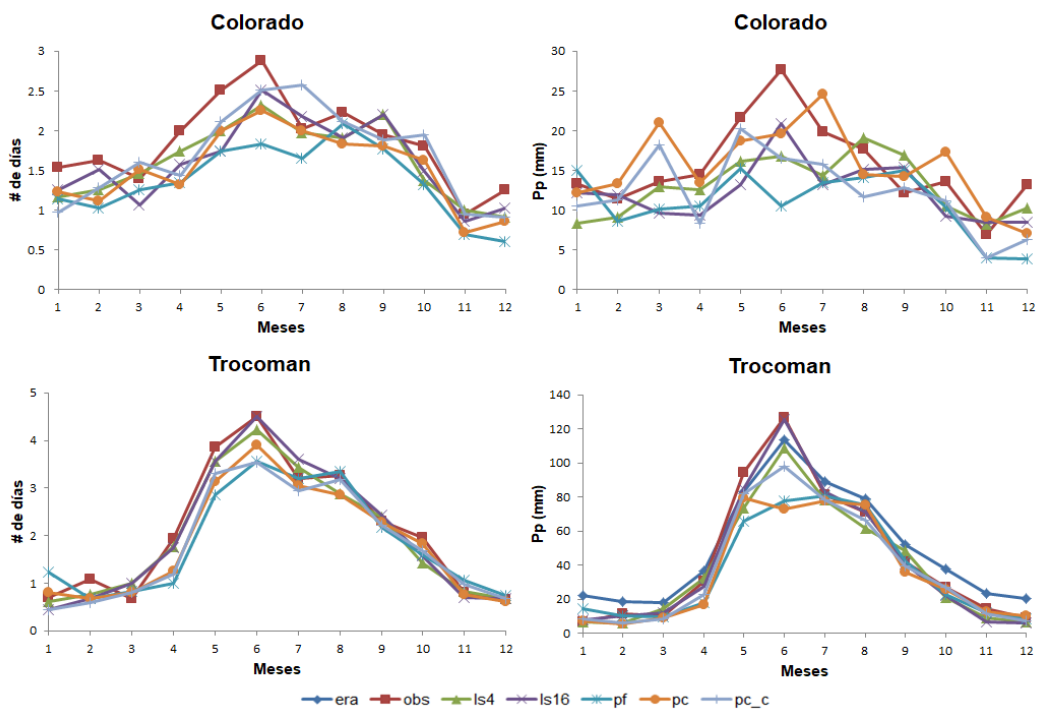 Colorado
# de días
3
2.5
2
1.5
1
0.5
0
1 2 3 4 5 6 7 8 9 10 11 12
Meses
Colorado
Pp (mm)
30
25
20
15
10
5
0
1 2 3 4 5 6 7 8 9 10 11 12
Meses
Trocoman
# de días
5
4
3
2
1
0
1 2 3 4 5 6 7 8 9 10 11 12
Meses
Trocoman
Pp (mm)
140
120
100
80
60
40
20
0
1 2 3 4 5 6 7 8 9 10 11 12
Meses
era obs ls4 ls16 pf pc pc_c